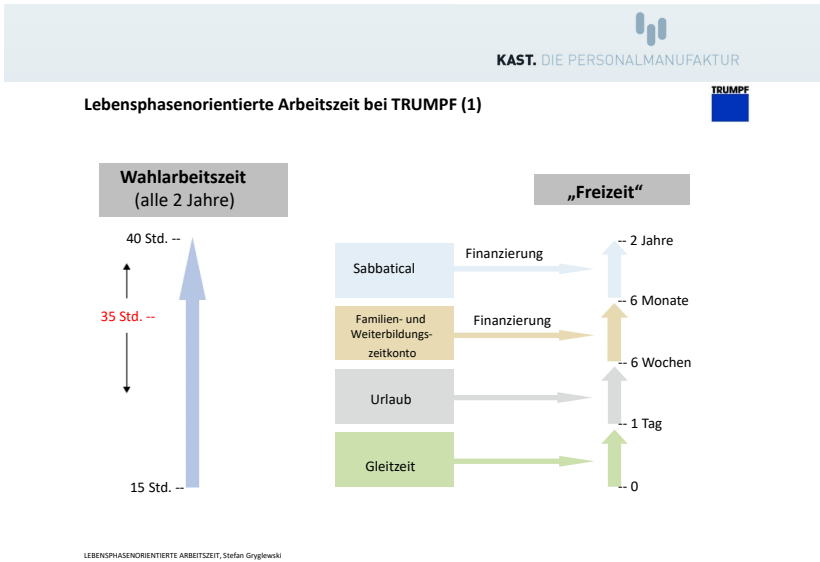 KAST. DIE PERSONALMANUFAKTUR
Lebensphasenorientierte Arbeitszeit bei TRUMPF (1)
TRUMPF
Wahlarbeitszeit
(alle 2 Jahre)
„Freizeit“
40 Std. --
35 Std. --
15 Std. --
Sabbatical
Finanzierung
Familien- und
Weiterbildungs-
zeitkonto
Finanzierung
Urlaub
Gleitzeit
-- 2 Jahre
-- 6 Monate
-- 6 Wochen
-- 1 Tag
-- 0
LEBENSPHASENORIENTIERTE ARBEITSZEIT, Stefan Gryglewski